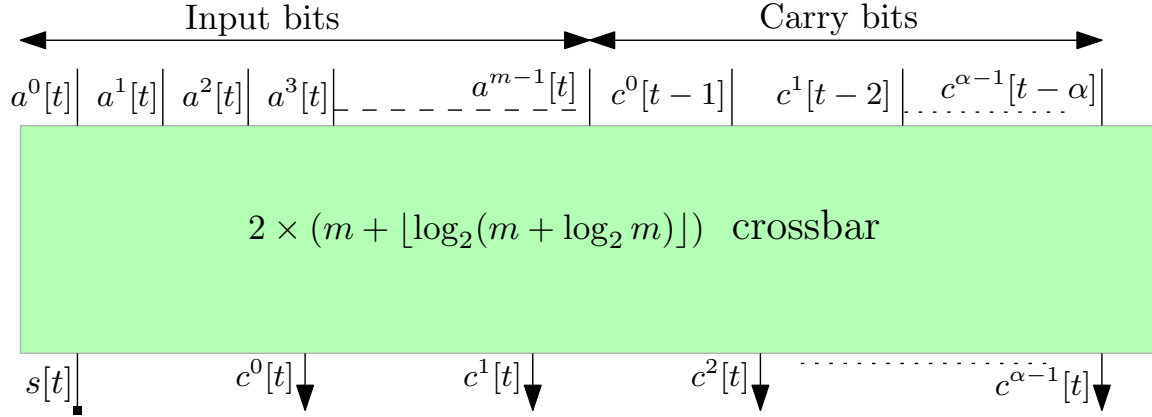 Input bits Carry bits
a^0[t] a^1[t] a^2[t] a^3[t] a^{m−1}[t] c^0[t − 1] c^1[t − 2] c^{α−1}[t − α]
2 × (m + ⌊log_2(m + log_2 m)⌋) crossbar
s[t] c^0[t] c^1[t] c^2[t] c^{α−1}[t]